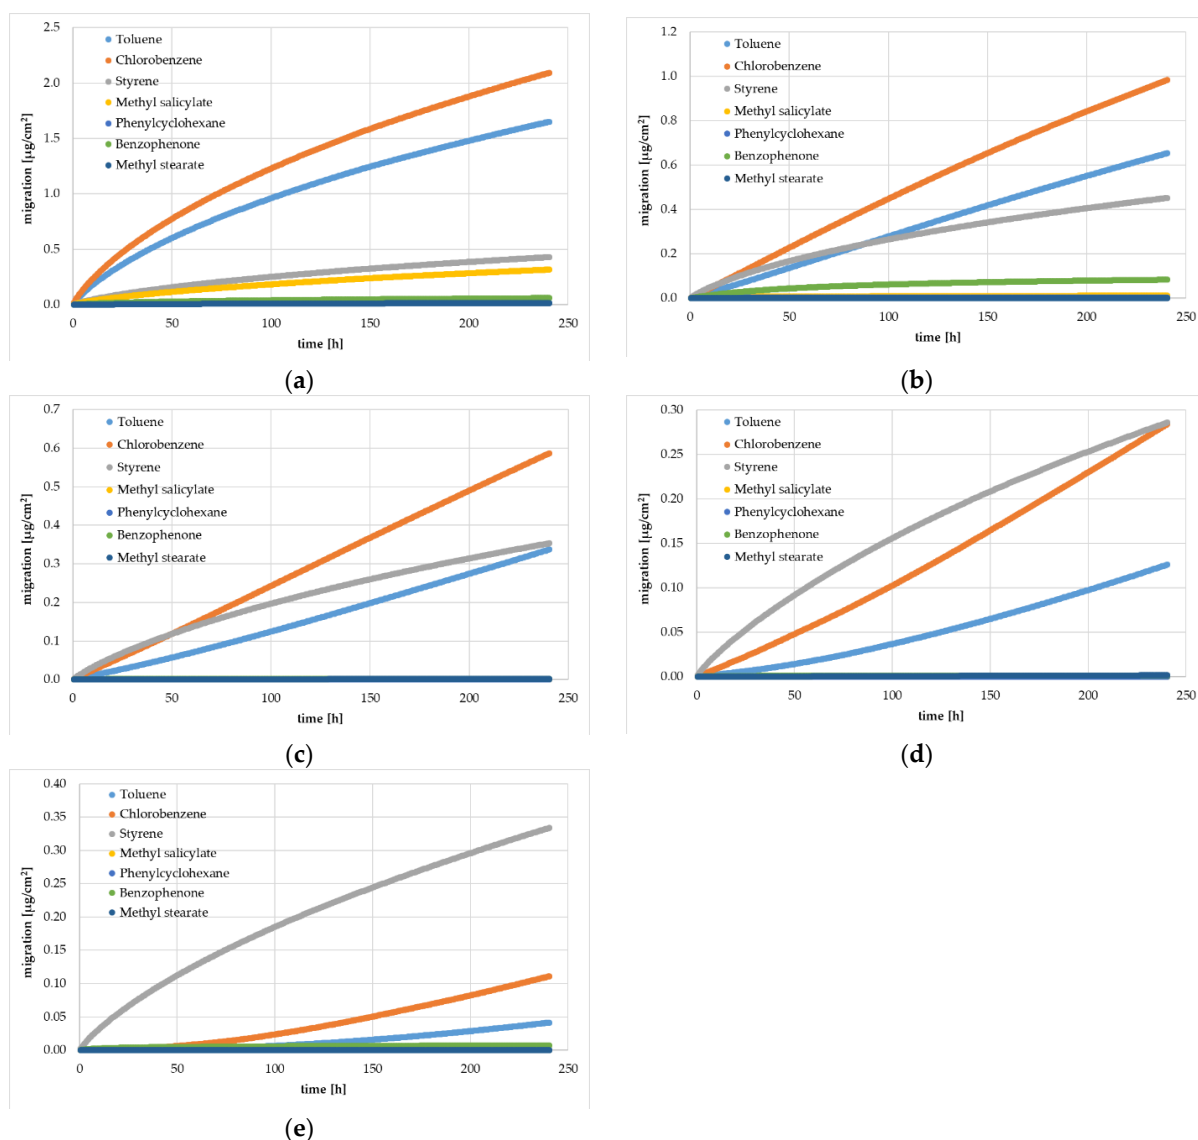 2.5
2.0
1.5
1.0
0.5
0.0
migration [µg/cm²]
Toluene
Chlorobenzene
Styrene
Methyl salicylate
Phenylcyclohexane
Benzophenone
Methyl stearate
0 50 100 150 200 250
time [h]
(a)
1.2
1.0
0.8
0.6
0.4
0.2
0.0
migration [µg/cm²]
Toluene
Chlorobenzene
Styrene
Methyl salicylate
Phenylcyclohexane
Benzophenone
Methyl stearate
0 50 100 150 200 250
time [h]
(b)
0.7
0.6
0.5
0.4
0.3
0.2
0.1
0.0
migration [µg/cm²]
Toluene
Chlorobenzene
Styrene
Methyl salicylate
Phenylcyclohexane
Benzophenone
Methyl stearate
0 50 100 150 200 250
time [h]
(c)
0.30
0.25
0.20
0.15
0.10
0.05
0.00
migration [µg/cm²]
Toluene
Chlorobenzene
Styrene
Methyl salicylate
Phenylcyclohexane
Benzophenone
Methyl stearate
0 50 100 150 200 250
time [h]
(d)
0.40
0.35
0.30
0.25
0.20
0.15
0.10
0.05
0.00
migration [µg/cm²]
Toluene
Chlorobenzene
Styrene
Methyl salicylate
Phenylcyclohexane
Benzophenone
Methyl stearate
0 50 100 150 200 250
time [h]
(e)